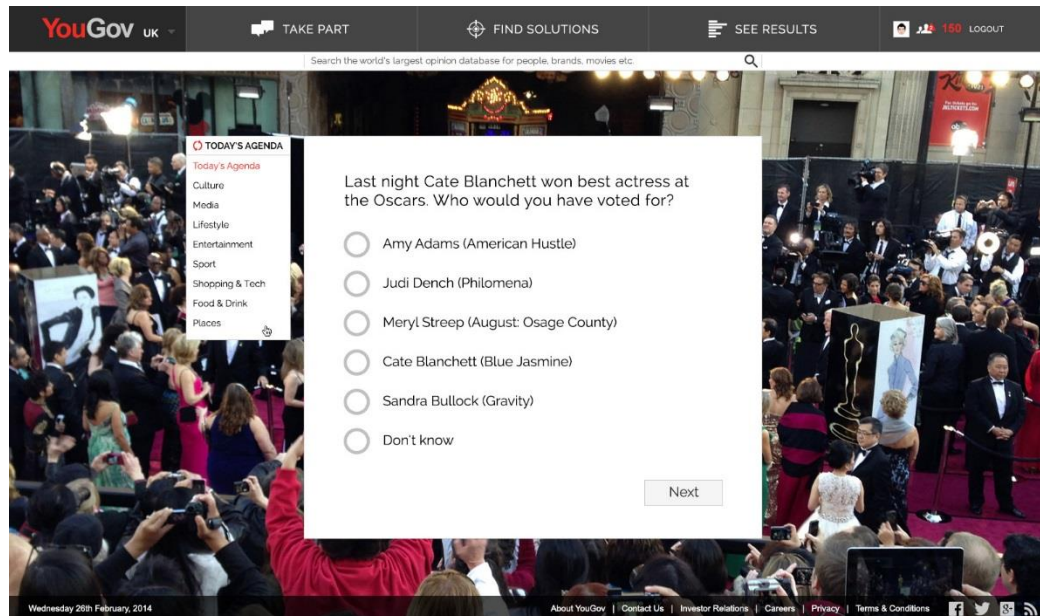 YouGov UK
TAKE PART
FIND SOLUTIONS
SEE RESULTS
150 LOGOUT
Search the world's largest opinion database for people, brands, movies etc.
TODAY'S AGENDA
Today's Agenda
Culture
Media
Lifestyle
Entertainment
Sport
Shopping & Tech
Food & Drink
Places
Last night Cate Blanchett won best actress at
the Oscars. Who would you have voted for?
Amy Adams (American Hustle)
Judi Dench (Philomena)
Meryl Streep (August: Osage County)
Cate Blanchett (Blue Jasmine)
Sandra Bullock (Gravity)
Don't know
Next
Wednesday 26th February, 2014
About YouGov | Contact Us | Investor Relations | Careers | Privacy | Terms & Conditions